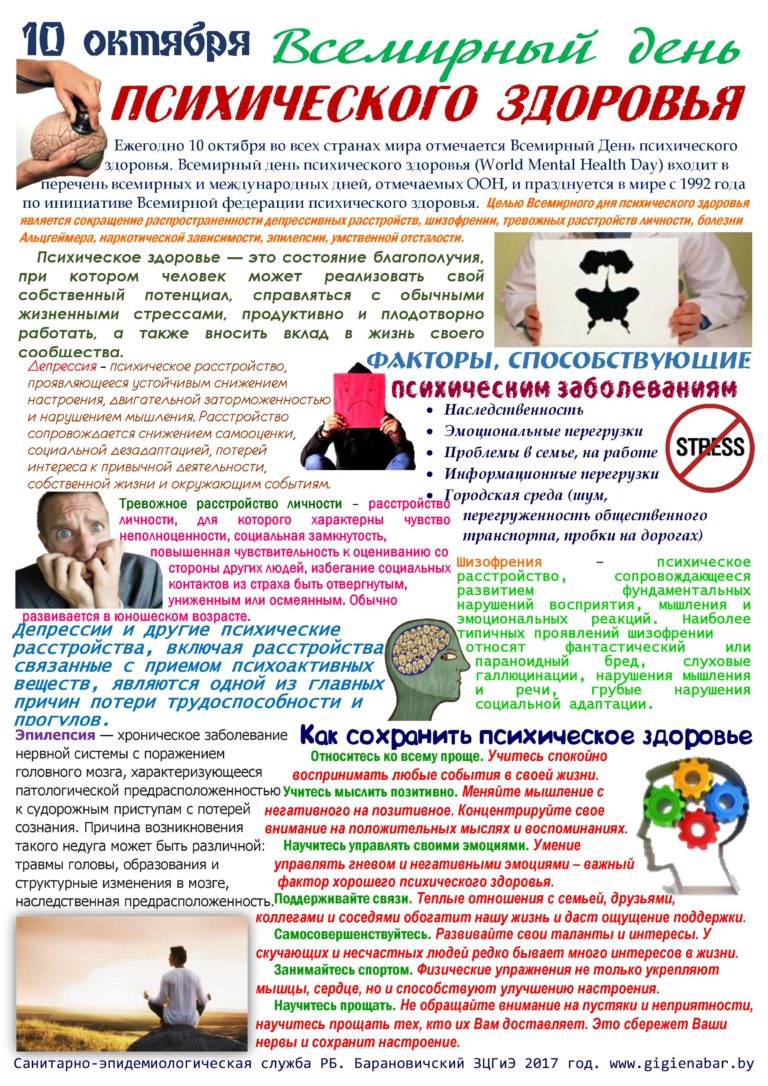 10 октября Всемирный день
ПСИХИЧЕСКОГО ЗДОРОВЬЯ
Ежегодно 10 октября во всех странах мира отмечается Всемирный День психического
здоровья. Всемирный день психического здоровья (World Mental Health Day) входит в
перечень всемирных и международных дней, отмечаемых ООН, и празднуется в мире с 1992 года
по инициативе Всемирной федерации психического здоровья. Целью Всемирного дня психического здоровья
является сокращение распространенности депрессивных расстройств, шизофрении, тревожных расстройств личности, болезни
Альцгеймера, наркотической зависимости, эпилепсии, умственной отсталости.
Психическое здоровье — это состояние благополучия,
при котором человек может реализовать свой
собственный потенциал, справляться с обычными
жизненными стрессами, продуктивно и плодотворно
работать, а также вносить вклад в жизнь своего
сообщества.
Депрессия - психическое расстройство,
проявляющееся устойчивым снижением
настроения, двигательной заторможенностью
и нарушением мышления. Расстройство
сопровождается снижением самооценки,
социальной дезадаптацией, потерей
интереса к привычной деятельности,
собственной жизни и окружающим событиям.
ФАКТОРЫ, СПОСОБСТВУЮЩИЕ
психическим заболеваниям
• Наследственность
• Эмоциональные перегрузки
• Проблемы в семье, на работе
• Информационные перегрузки
• Городская среда (шум,
перегруженность общественного
транспорта, пробки на дорогах)
STRESS
Тревожное расстройство личности – расстройство
личности, для которого характерны чувство
неполноценности, социальная замкнутость,
повышенная чувствительность к оцениванию со
стороны других людей, избегание социальных
контактов из страха быть отвергнутым,
униженным или осмеянным. Обычно
развивается в юношеском возрасте.
Шизофрения – психическое
расстройство, сопровождающееся
развитием фундаментальных
нарушений восприятия, мышления и
эмоциональных реакций. Наиболее
типичных проявлений шизофрении
относят фантастический или
параноидный бред, слуховые
галлюцинации, нарушения мышления
и речи, грубые нарушения
социальной адаптации.
Депрессии и другие психические
расстройства, включая расстройства
связанные с приемом психоактивных
веществ, являются одной из главных
причин потери трудоспособности и
прогулов.
Эпилепсия — хроническое заболевание
нервной системы с поражением
головного мозга, характеризующееся
патологической предрасположенностью
к судорожным приступам с потерей
сознания. Причина возникновения
такого недуга может быть различной:
травмы головы, образования и
структурные изменения в мозге,
наследственная предрасположенность.
Как сохранить психическое здоровье
Относитесь ко всему проще. Учитесь спокойно
воспринимать любые события в своей жизни.
Учитесь мыслить позитивно. Меняйте мышление с
негативного на позитивное. Концентрируйте свое
внимание на положительных мыслях и воспоминаниях.
Научитесь управлять своими эмоциями. Умение
управлять гневом и негативными эмоциями – важный
фактор хорошего психического здоровья.
Поддерживайте связи. Теплые отношения с семьей, друзьями,
коллегами и соседями обогатит нашу жизнь и даст ощущение поддержки.
Самосовершенствуйтесь. Развивайте свои таланты и интересы. У
скучающих и несчастных людей редко бывает много интересов в жизни.
Занимайтесь спортом. Физические упражнения не только укрепляют
мышцы, сердце, но и способствуют улучшению настроения.
Научитесь прощать. Не обращайте внимание на пустяки и неприятности,
научитесь прощать тех, кто их Вам доставляет. Это сбережет Ваши
нервы и сохранит настроение.
Санитарно-эпидемиологическая служба РБ. Барановичский ЗЦГиЭ 2017 год. www.gigienabar.by